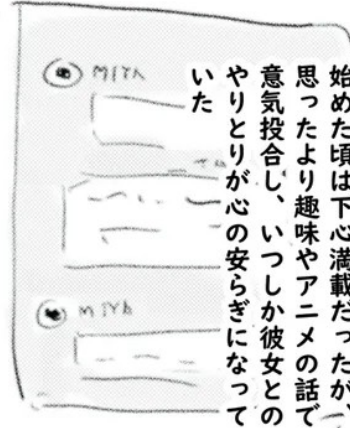 始めた頃は下心満載だったが、
思ったより趣味やアニメの話で
意気投合し、いつしか彼女との
やりとりが心の安らぎになって
いた
MIYA
MIYA